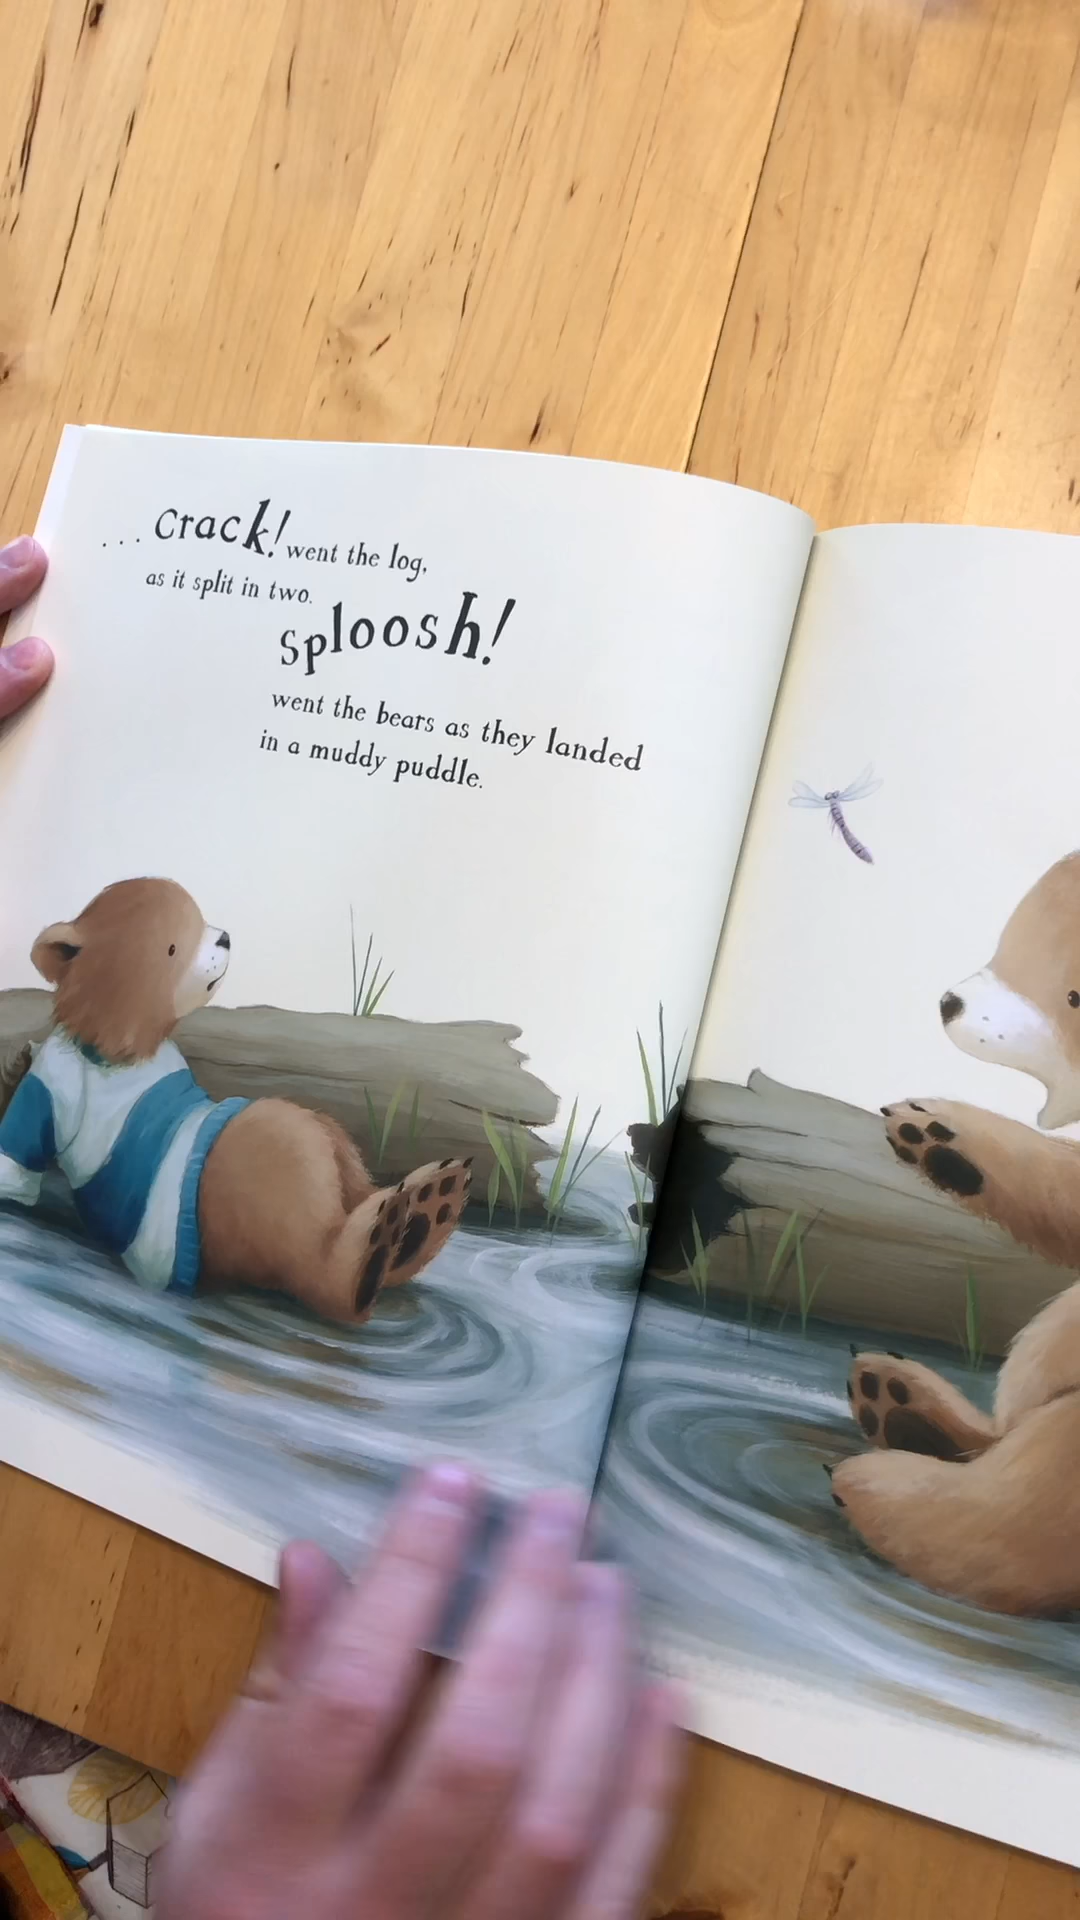 ... Crack! went the log,
as it split in two.
Sploosh!
went the bears as they landed
in a muddy puddle.